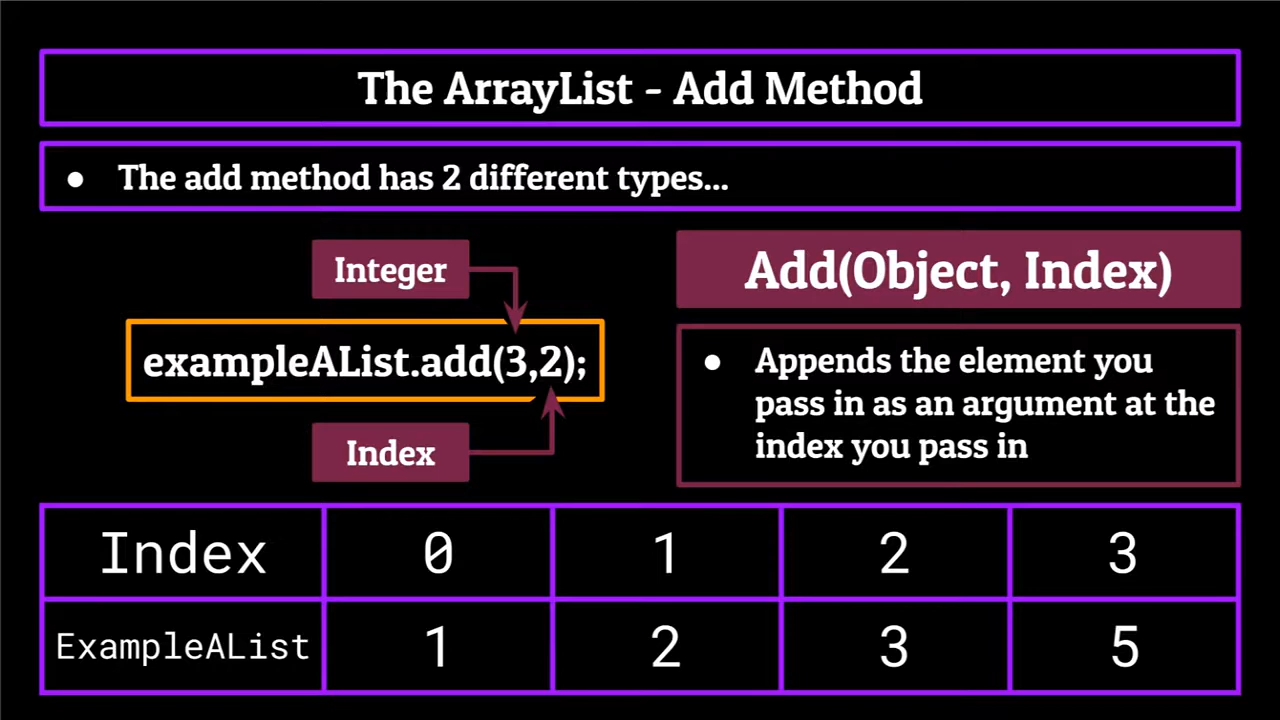 The ArrayList - Add Method
● The add method has 2 different types...
Integer
exampleAList.add(3,2);
Index
Add(Object, Index)
● Appends the element you
pass in as an argument at the
index you pass in
Index 0 1 2 3
ExampleAList 1 2 3 5